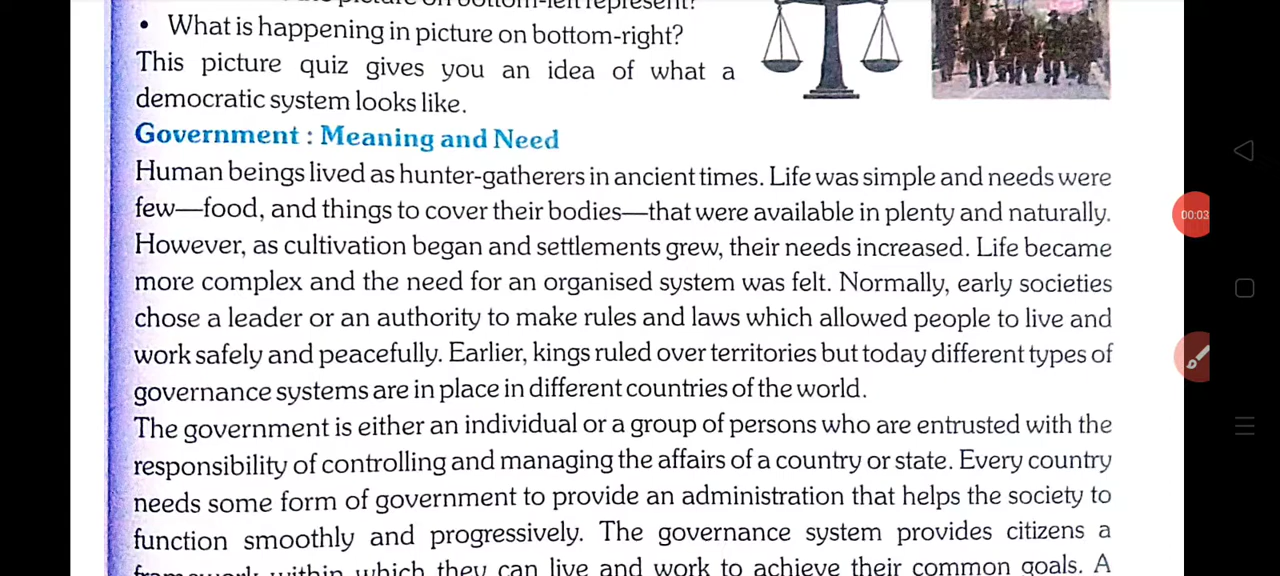 picture on bottom-left represent?
• What is happening in picture on bottom-right?
This picture quiz gives you an idea of what a
democratic system looks like.
Government : Meaning and Need
Human beings lived as hunter-gatherers in ancient times. Life was simple and needs were
few—food, and things to cover their bodies—that were available in plenty and naturally.
However, as cultivation began and settlements grew, their needs increased. Life became
more complex and the need for an organised system was felt. Normally, early societies
chose a leader or an authority to make rules and laws which allowed people to live and
work safely and peacefully. Earlier, kings ruled over territories but today different types of
governance systems are in place in different countries of the world.
The government is either an individual or a group of persons who are entrusted with the
responsibility of controlling and managing the affairs of a country or state. Every country
needs some form of government to provide an administration that helps the society to
function smoothly and progressively. The governance system provides citizens a
framework within which they can live and work to achieve their common goals. A
00:03